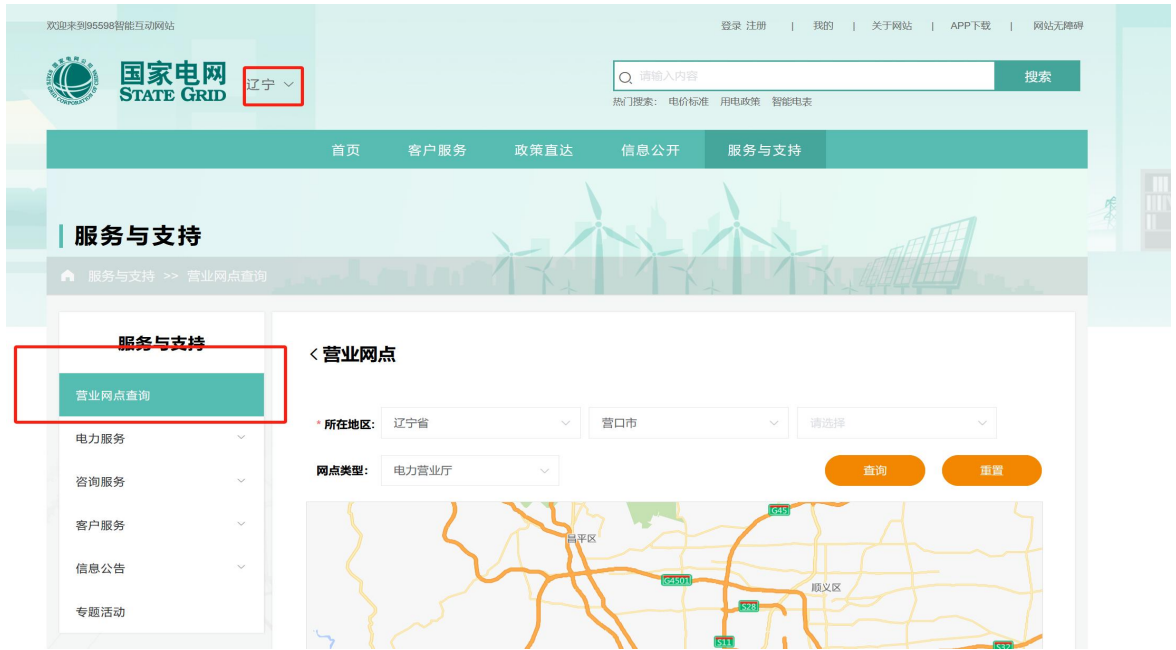 欢迎来到95598智能互动网站
登录 注册 | 我的 | 关于网站 | APP下载 | 网站无障碍
国家电网
STATE GRID
辽宁
请输入内容
搜索
热门搜索: 电价标准 用电政策 智能电表
首页 客户服务 政策直达 信息公开 服务与支持
服务与支持
服务与支持 >> 营业网点查询
服务与支持
营业网点查询
电力服务
咨询服务
客户服务
信息公告
专题活动
<营业网点
* 所在地区: 辽宁省 营口市 请选择
网点类型: 电力营业厅 查询 重置
G45
昌平区
G4501
顺义区
S28
S11
S32